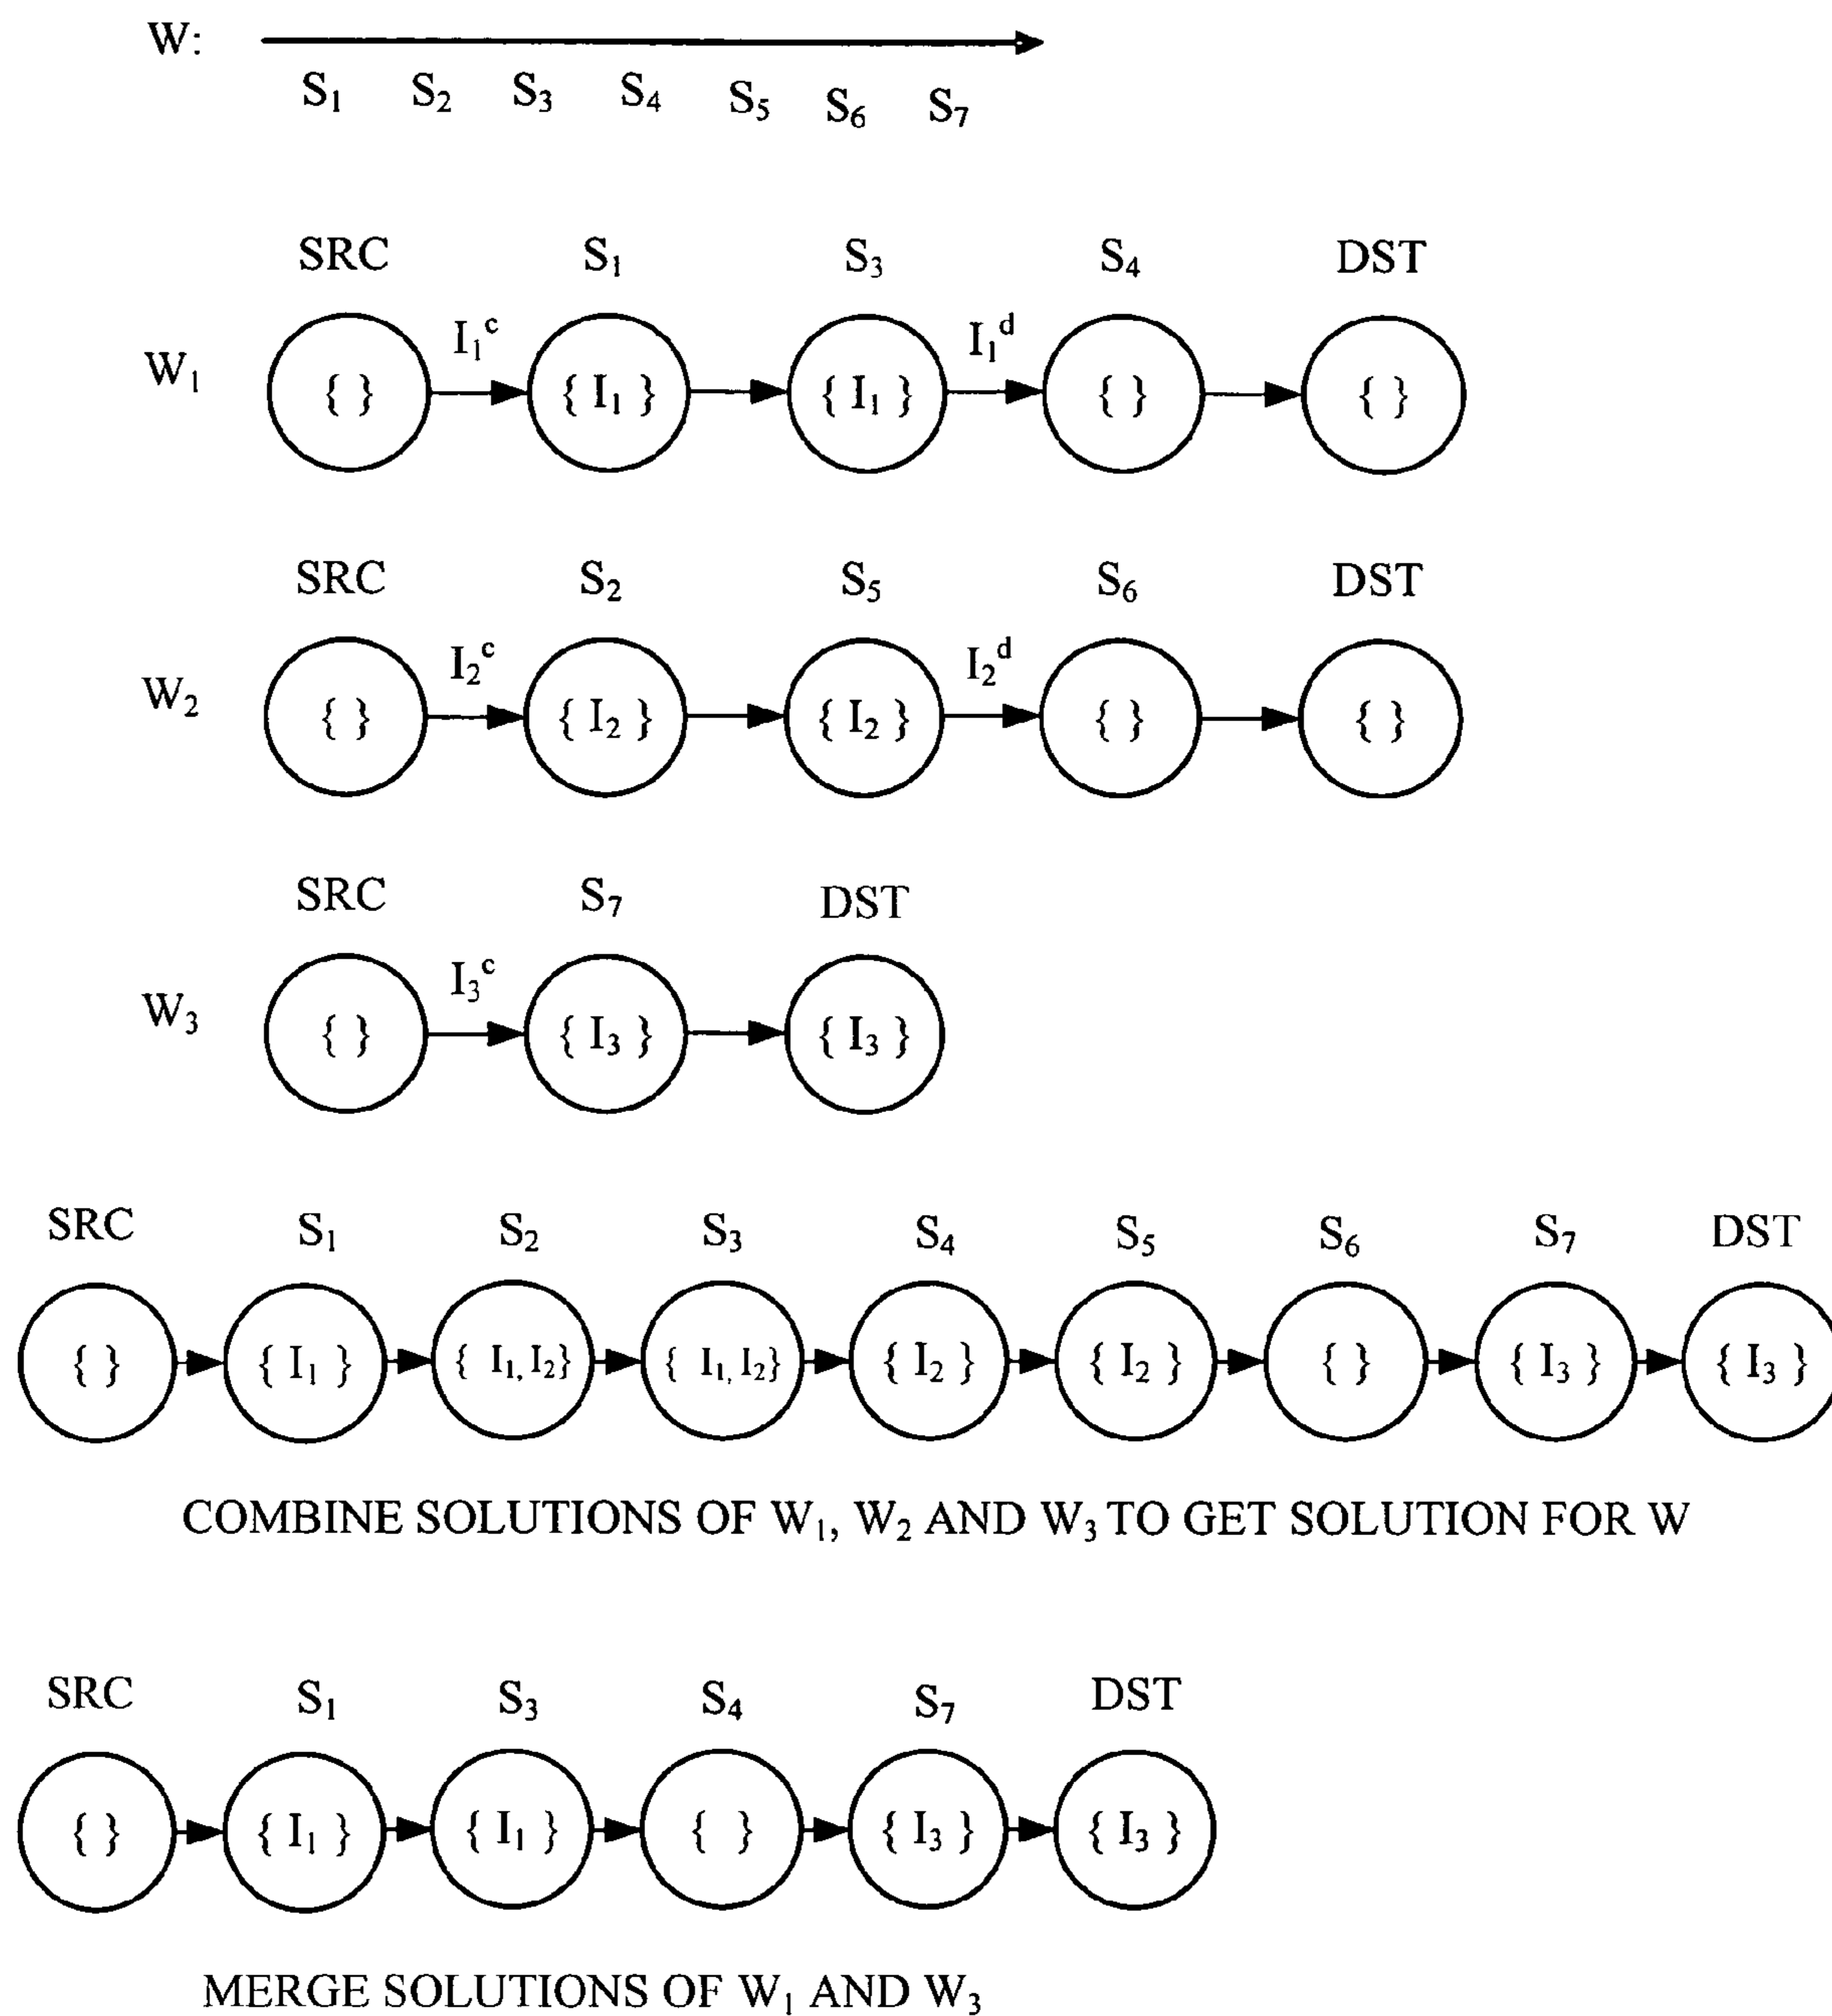 W:
S₁ S₂ S₃ S₄ S₅ S₆ S₇
SRC S₁ S₃ S₄ DST
I₁ᶜ I₁ᵈ
W₁ { } { I₁ } { I₁ } { } { }
SRC S₂ S₅ S₆ DST
I₂ᶜ I₂ᵈ
W₂ { } { I₂ } { I₂ } { } { }
SRC S₇ DST
I₃ᶜ
W₃ { } { I₃ } { I₃ }
SRC S₁ S₂ S₃ S₄ S₅ S₆ S₇ DST
{ } { I₁ } { I₁, I₂} { I₁, I₂} { I₂ } { I₂ } { } { I₃ } { I₃ }
COMBINE SOLUTIONS OF W₁, W₂ AND W₃ TO GET SOLUTION FOR W
SRC S₁ S₃ S₄ S₇ DST
{ } { I₁ } { I₁ } { } { I₃ } { I₃ }
MERGE SOLUTIONS OF W₁ AND W₃